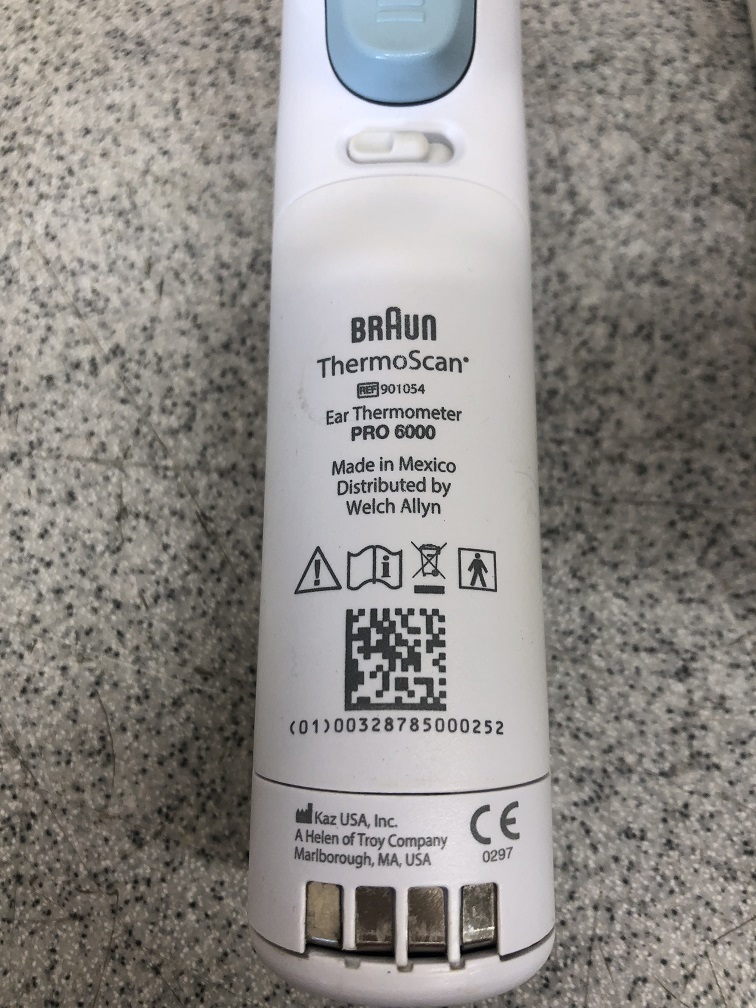 BRAUN
ThermoScan®
REF 901054
Ear Thermometer
PRO 6000
Made in Mexico
Distributed by
Welch Allyn
(01)00328785000252
Kaz USA, Inc.
A Helen of Troy Company
Marlborough, MA, USA
CE
0297